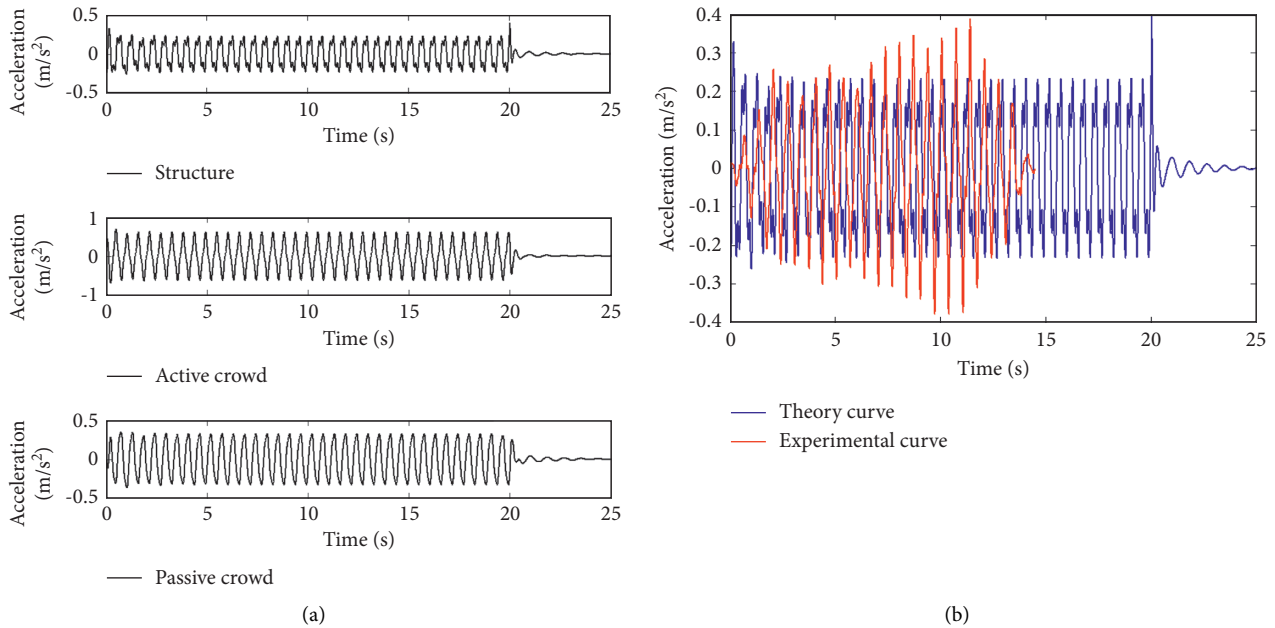 Acceleration
(m/s²)
0.5
0
-0.5
0 5 10 15 20 25
Time (s)
Structure
Acceleration
(m/s²)
1
0
-1
0 5 10 15 20 25
Time (s)
Active crowd
Acceleration
(m/s²)
0.5
0
-0.5
0 5 10 15 20 25
Time (s)
Passive crowd
(a)
Acceleration (m/s²)
0.4
0.3
0.2
0.1
0
-0.1
-0.2
-0.3
-0.4
0 5 10 15 20 25
Time (s)
Theory curve
Experimental curve
(b)